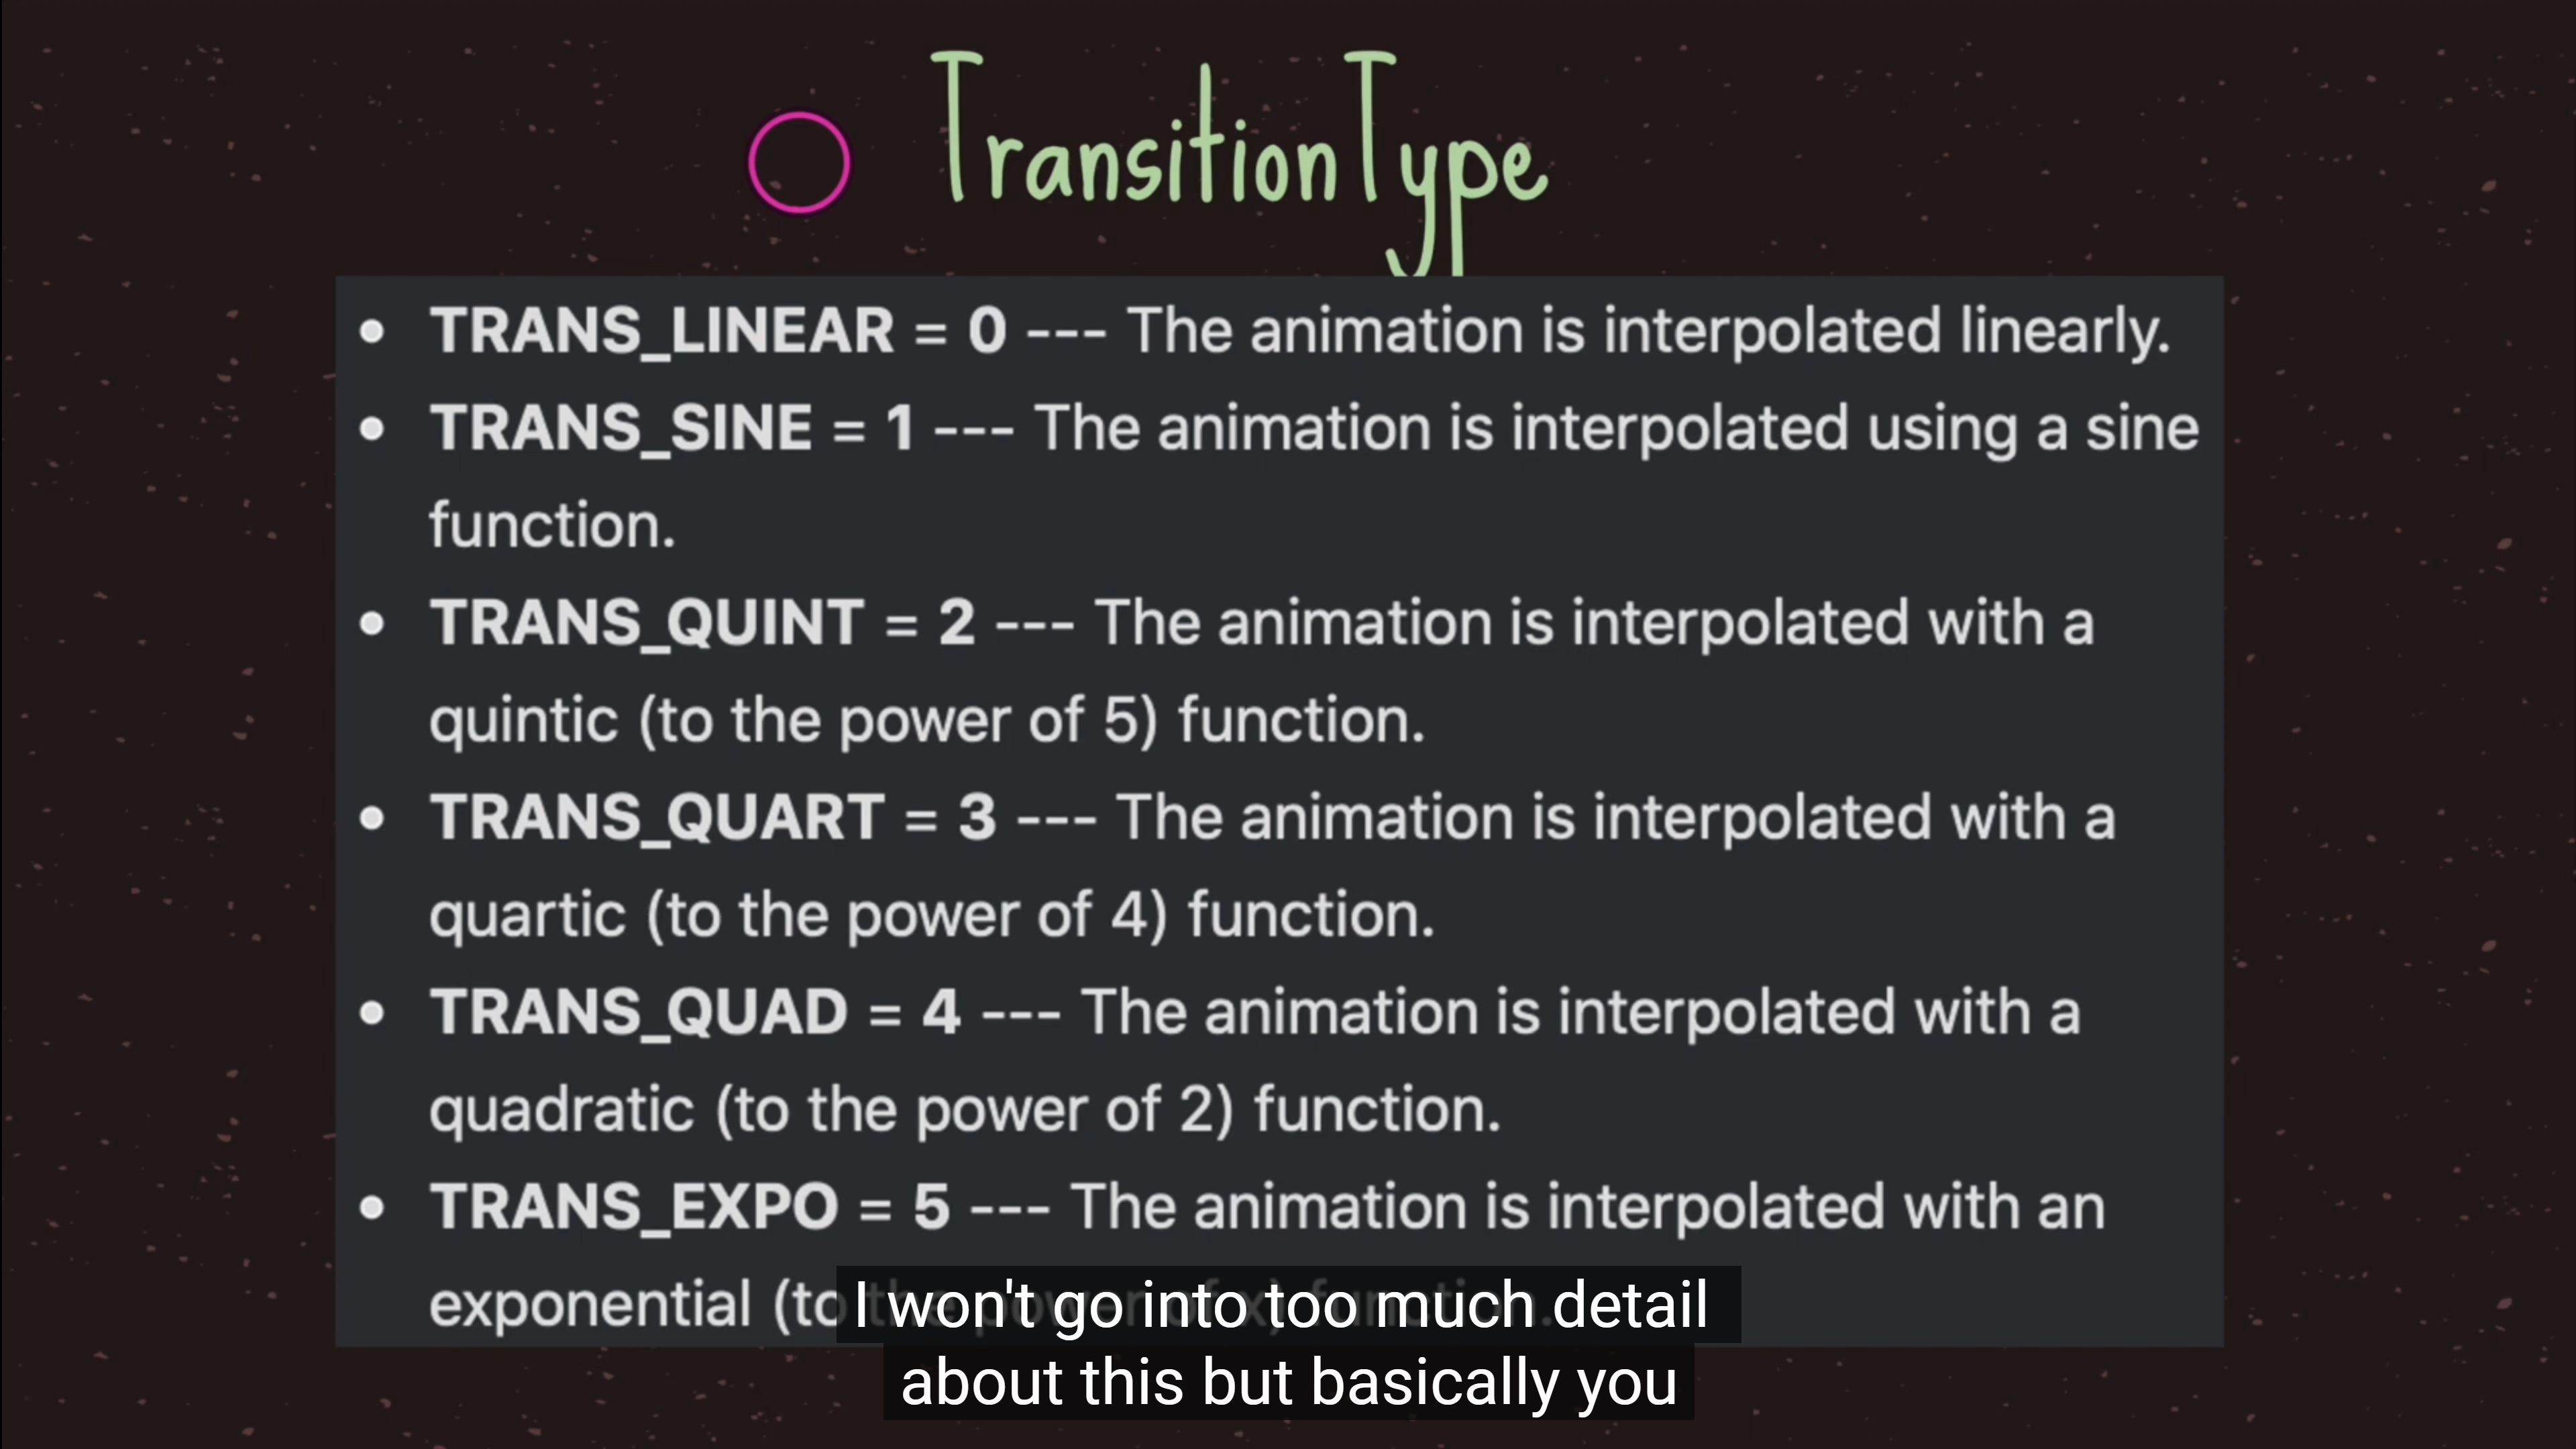 TransitionType
• TRANS_LINEAR = 0 --- The animation is interpolated linearly.
• TRANS_SINE = 1 --- The animation is interpolated using a sine
function.
• TRANS_QUINT = 2 --- The animation is interpolated with a
quintic (to the power of 5) function.
• TRANS_QUART = 3 --- The animation is interpolated with a
quartic (to the power of 4) function.
• TRANS_QUAD = 4 --- The animation is interpolated with a
quadratic (to the power of 2) function.
• TRANS_EXPO = 5 --- The animation is interpolated with an
exponential (to the power of x) function.
I won't go into too much detail
about this but basically you